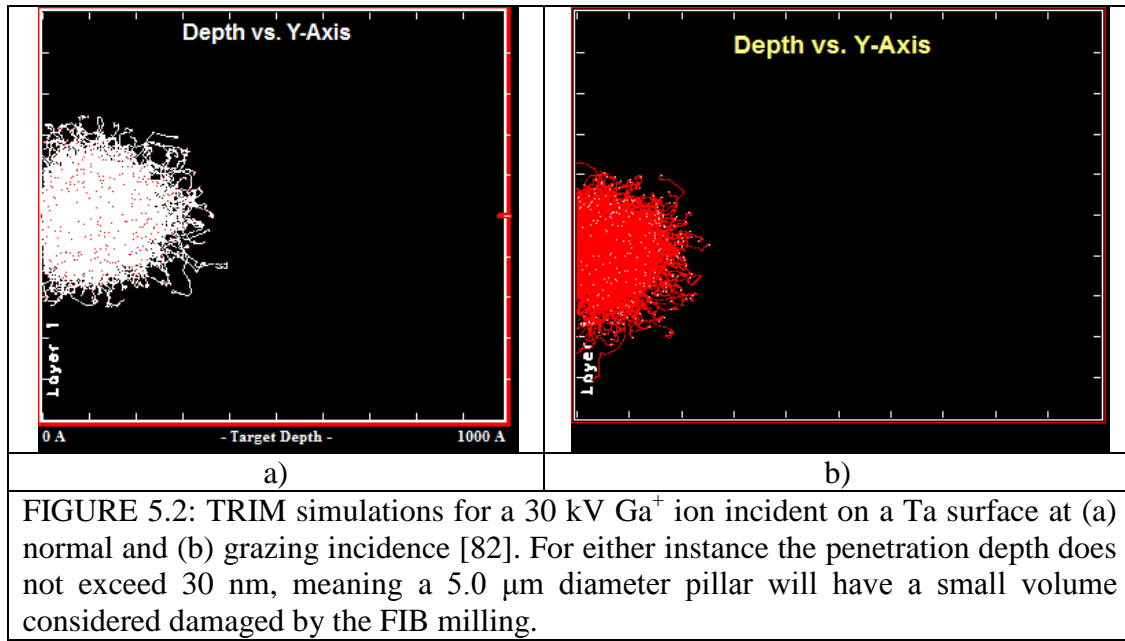 Depth vs. Y-Axis
Layer 1
0 A - Target Depth - 1000 A
Depth vs. Y-Axis
Layer
a) b)
FIGURE 5.2: TRIM simulations for a 30 kV Ga⁺ ion incident on a Ta surface at (a)
normal and (b) grazing incidence [82]. For either instance the penetration depth does
not exceed 30 nm, meaning a 5.0 μm diameter pillar will have a small volume
considered damaged by the FIB milling.